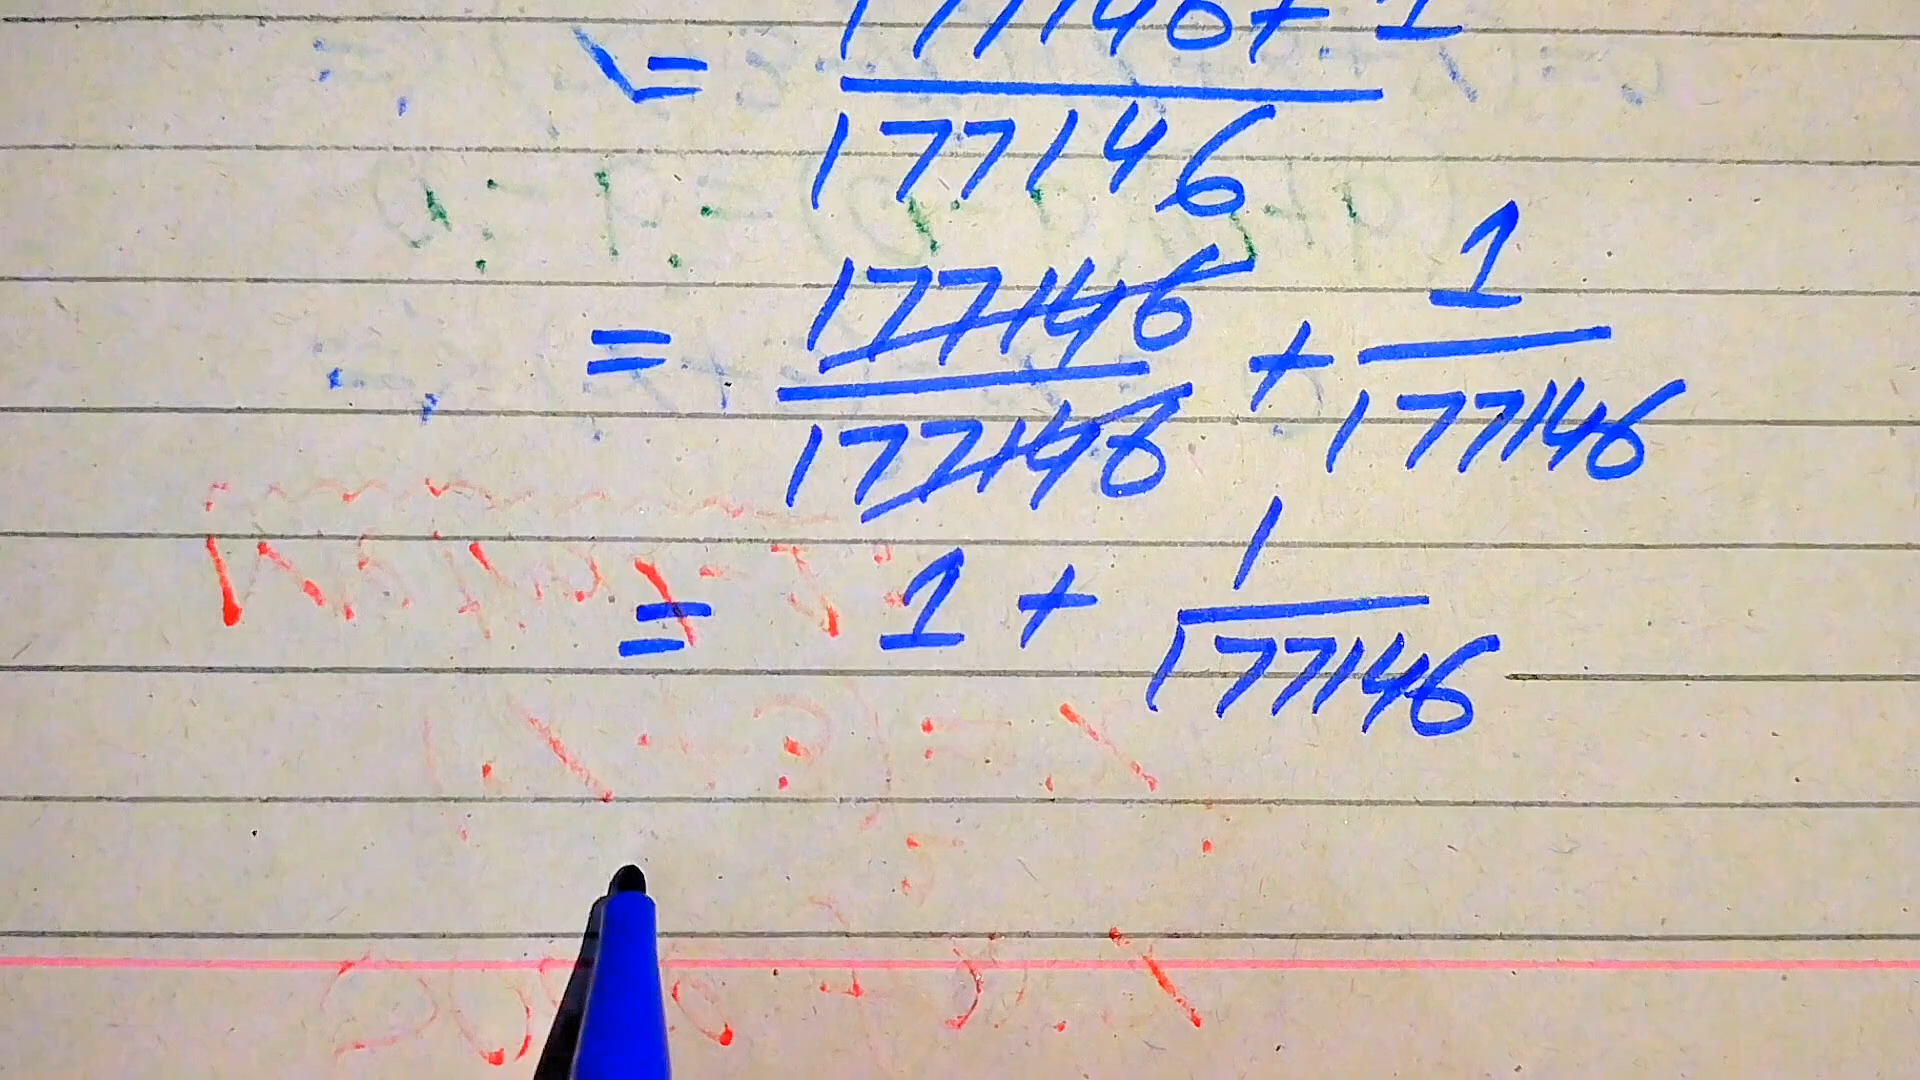 = 177146 + 1
177146
= 177146/177146 + 1/177146
= 1 + 1/177146